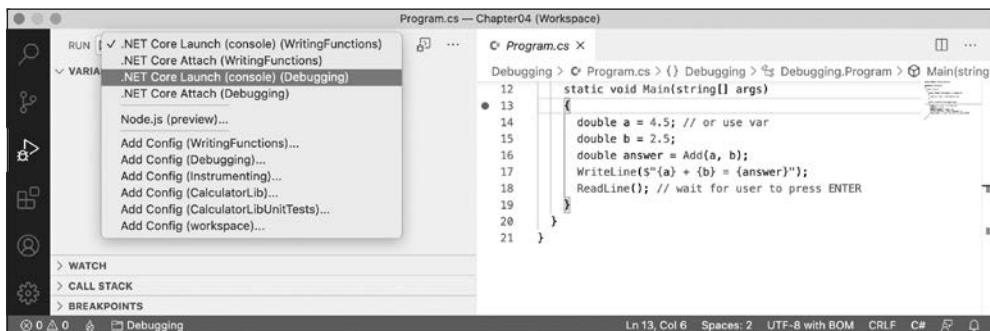 Program.cs — Chapter04 (Workspace)
RUN
✓ .NET Core Launch (console) (WritingFunctions)
.NET Core Attach (WritingFunctions)
.NET Core Launch (console) (Debugging)
.NET Core Attach (Debugging)
Node.js (preview)...
Add Config (WritingFunctions)...
Add Config (Debugging)...
Add Config (Instrumenting)...
Add Config (CalculatorLib)...
Add Config (CalculatorLibUnitTests)...
Add Config (workspace)...
VARIA
> WATCH
> CALL STACK
> BREAKPOINTS
Program.cs ×
Debugging > Program.cs > {} Debugging > Debugging.Program > Main(string
12 static void Main(string[] args)
13 {
14 double a = 4.5; // or use var
15 double b = 2.5;
16 double answer = Add(a, b);
17 WriteLine($"{a} + {b} = {answer}");
18 ReadLine(); // wait for user to press ENTER
19 }
20 }
21 }
0 0 Debugging Ln 13, Col 6 Spaces: 2 UTF-8 with BOM CRLF C#